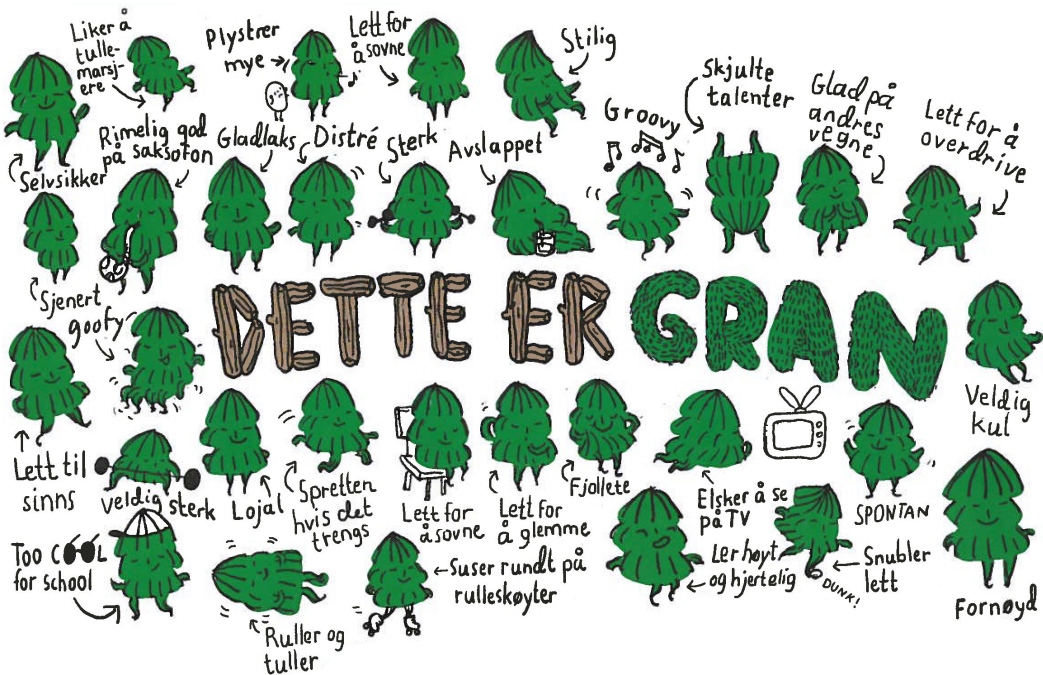 Liker å
tulle-
marsj-
ere
Plystrer
mye
Lett for
å sovne
Stilig
Skjulte
talenter
Glad på
andres
vegne
Lett for å
overdrive
Groovy
Selvsikker
Rimelig god
på saksofon
Gladlaks
Distré
Sterk
Avslappet
Sjenert
goofy
DETTE ER GRAN
Veldig
kul
Lett til
sinns
veldig sterk
Lojal
Spretten
hvis det
trengs
Lett for
å sovne
Lett for
å glemme
Fjollete
Elsker å se
på TV
SPONTAN
Too COOL
for school
Ruller og
tuller
Suser rundt på
rulleskøyter
Ler høyt
og hjertelig
Snubler
lett
DUNK!
Fornøyd